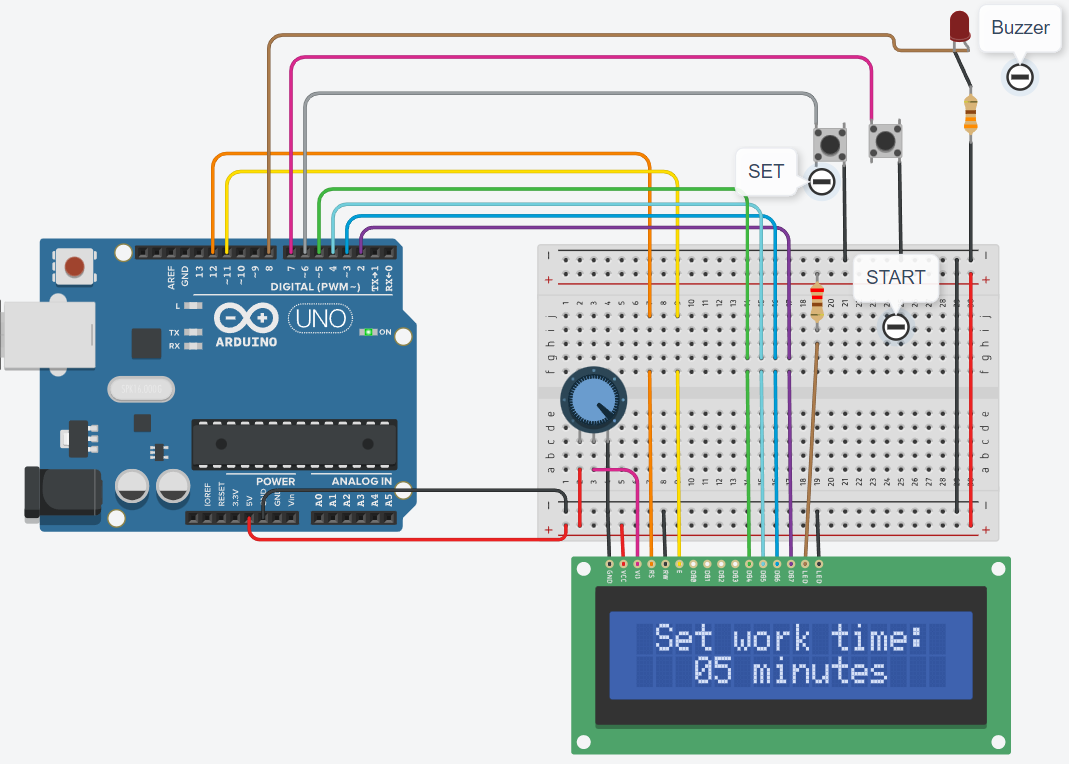 Buzzer
SET
START
AREF
GND
13
12
~11
~10
~9
8
7
~6
~5
4
~3
2
TX→1
RX←0
DIGITAL (PWM~)
L
TX
RX
UNO
ARDUINO
ON
POWER
ANALOG IN
IOREF
RESET
3.3V
5V
GND
Vin
A0
A1
A2
A3
A4
A5
GND
VCC
V0
RS
RW
E
DB0
DB1
DB2
DB3
DB4
DB5
DB6
DB7
LED
LED
Set work time:
05 minutes